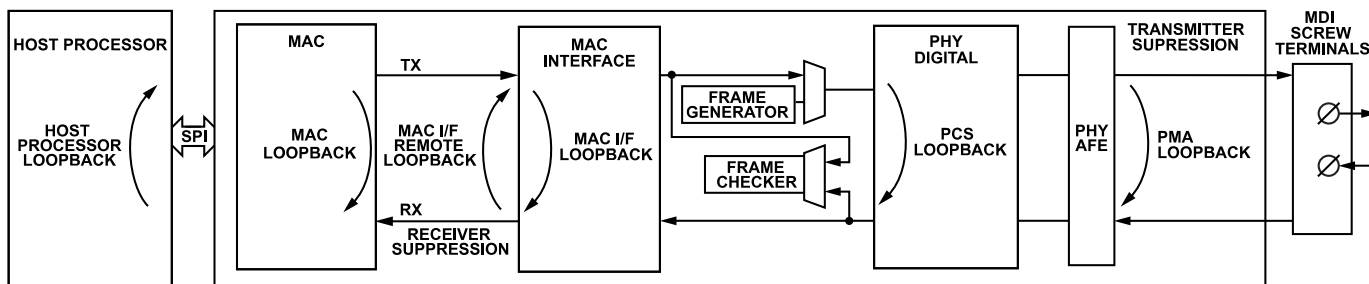 HOST PROCESSOR
HOST
PROCESSOR
LOOPBACK
SPI
MAC
MAC
LOOPBACK
TX
MAC I/F
REMOTE
LOOPBACK
RX
RECEIVER
SUPPRESSION
MAC
INTERFACE
MAC I/F
LOOPBACK
FRAME
GENERATOR
FRAME
CHECKER
PHY
DIGITAL
PCS
LOOPBACK
PHY
AFE
TRANSMITTER
SUPRESSION
PMA
LOOPBACK
MDI
SCREW
TERMINALS